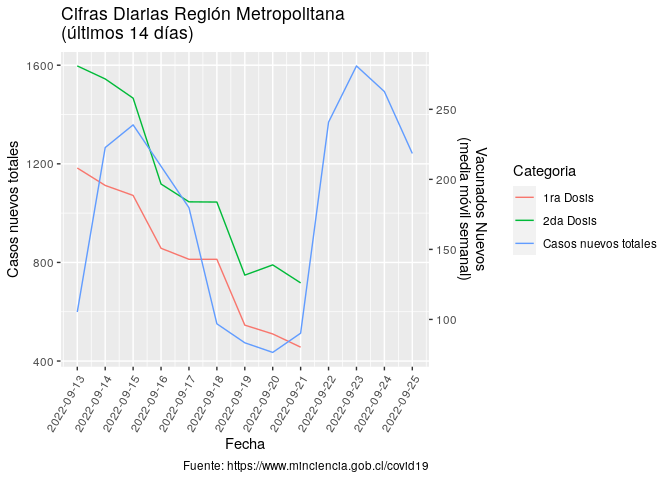 Cifras Diarias Región Metropolitana
(últimos 14 días)
Casos nuevos totales
1600
1200
800
400
250
200
150
100
Vacunados Nuevos
(media móvil semanal)
2022-09-13
2022-09-14
2022-09-15
2022-09-16
2022-09-17
2022-09-18
2022-09-19
2022-09-20
2022-09-21
2022-09-22
2022-09-23
2022-09-24
2022-09-25
Fecha
Categoria
1ra Dosis
2da Dosis
Casos nuevos totales
Fuente: https://www.minciencia.gob.cl/covid19